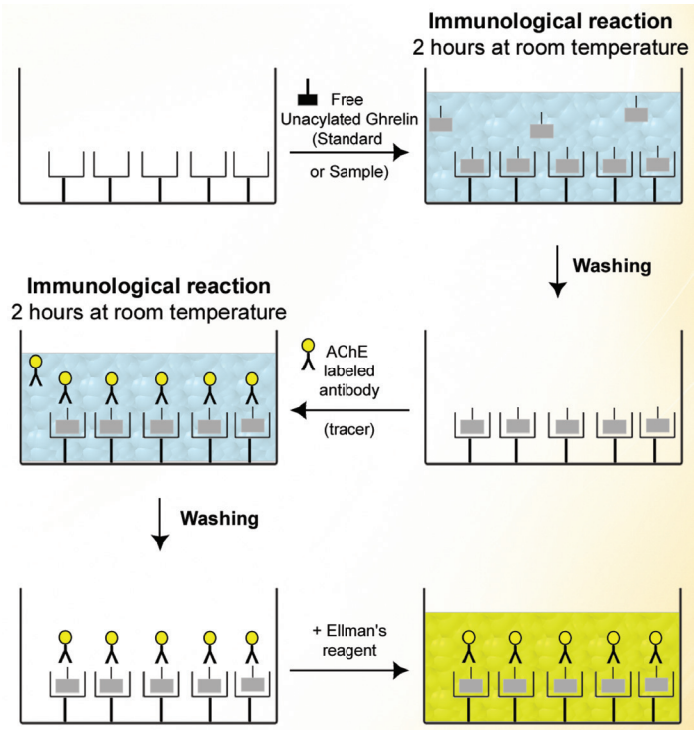 Immunological reaction
2 hours at room temperature
Free
Unacylated Ghrelin
(Standard
or Sample)
Washing
Immunological reaction
2 hours at room temperature
AChE
labeled
antibody
(tracer)
Washing
+ Ellman's
reagent